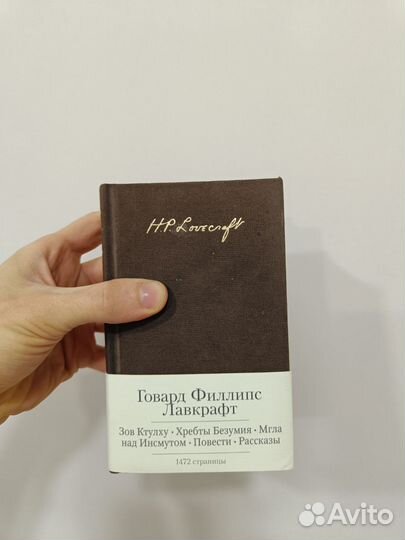 H.P. Lovecraft
Говард Филлипс
Лавкрафт
Зов Ктулху · Хребты Безумия · Мгла
над Инсмутом · Повести · Рассказы
1472 страницы
Avito